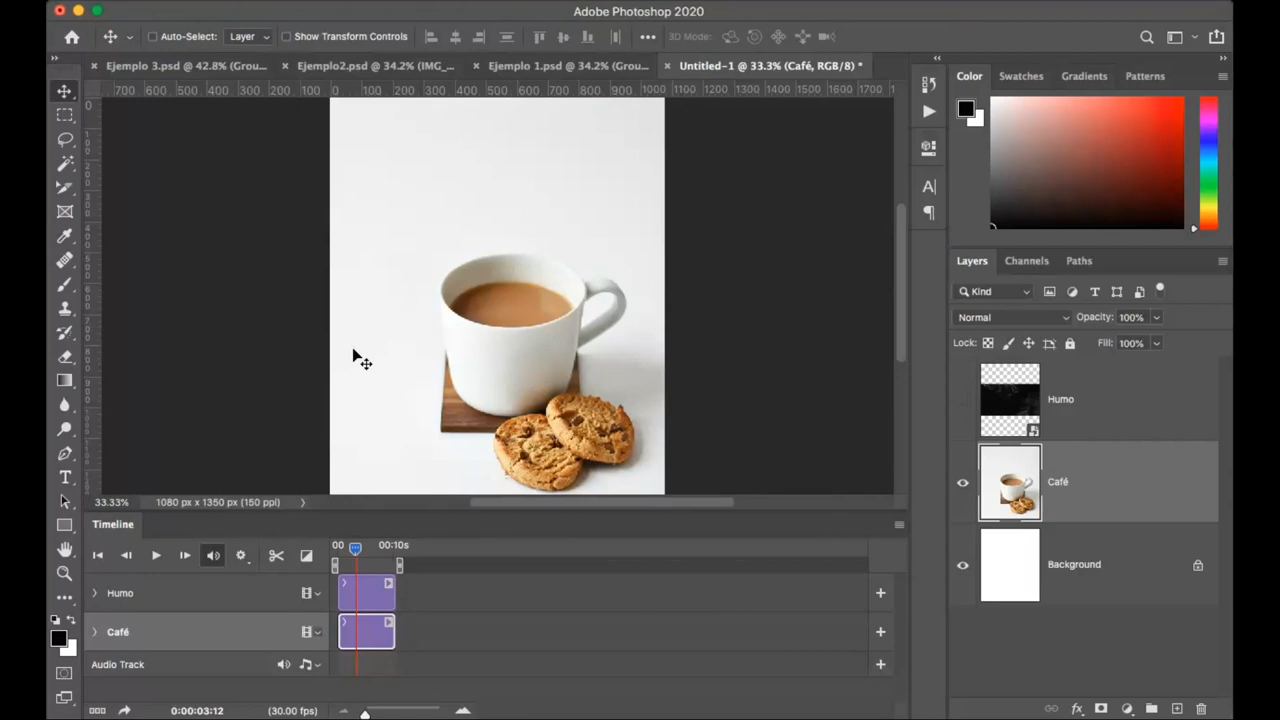 Adobe Photoshop 2020
Auto-Select: Layer Show Transform Controls 3D Mode:
Ejemplo 3.psd @ 42.8% (Grou... Ejemplo2.psd @ 34.2% (IMG_... Ejemplo 1.psd @ 34.2% (Grou... Untitled-1 @ 33.3% (Café, RGB/8) *
700 600 500 400 300 200 100 0 100 200 300 400 500 600 700 800 900 1000 1100 1200 1300 1400 1500 1600 1700
Color Swatches Gradients Patterns
Layers Channels Paths
Kind
Normal Opacity: 100%
Lock: Fill: 100%
Humo
Café
Background
33.33% 1080 px x 1350 px (150 ppi)
Timeline
00 00:10s
Humo
Café
Audio Track
0:00:03:12 (30.00 fps)